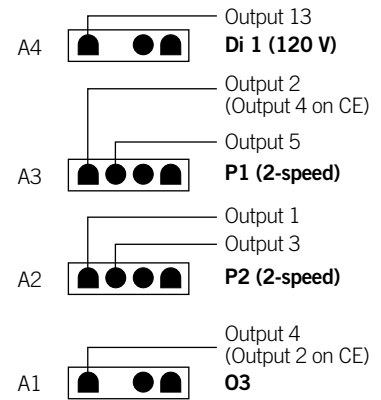 Output 13
A4
Di 1 (120 V)
Output 2
(Output 4 on CE)
Output 5
A3
P1 (2-speed)
Output 1
Output 3
A2
P2 (2-speed)
Output 4
(Output 2 on CE)
A1
O3